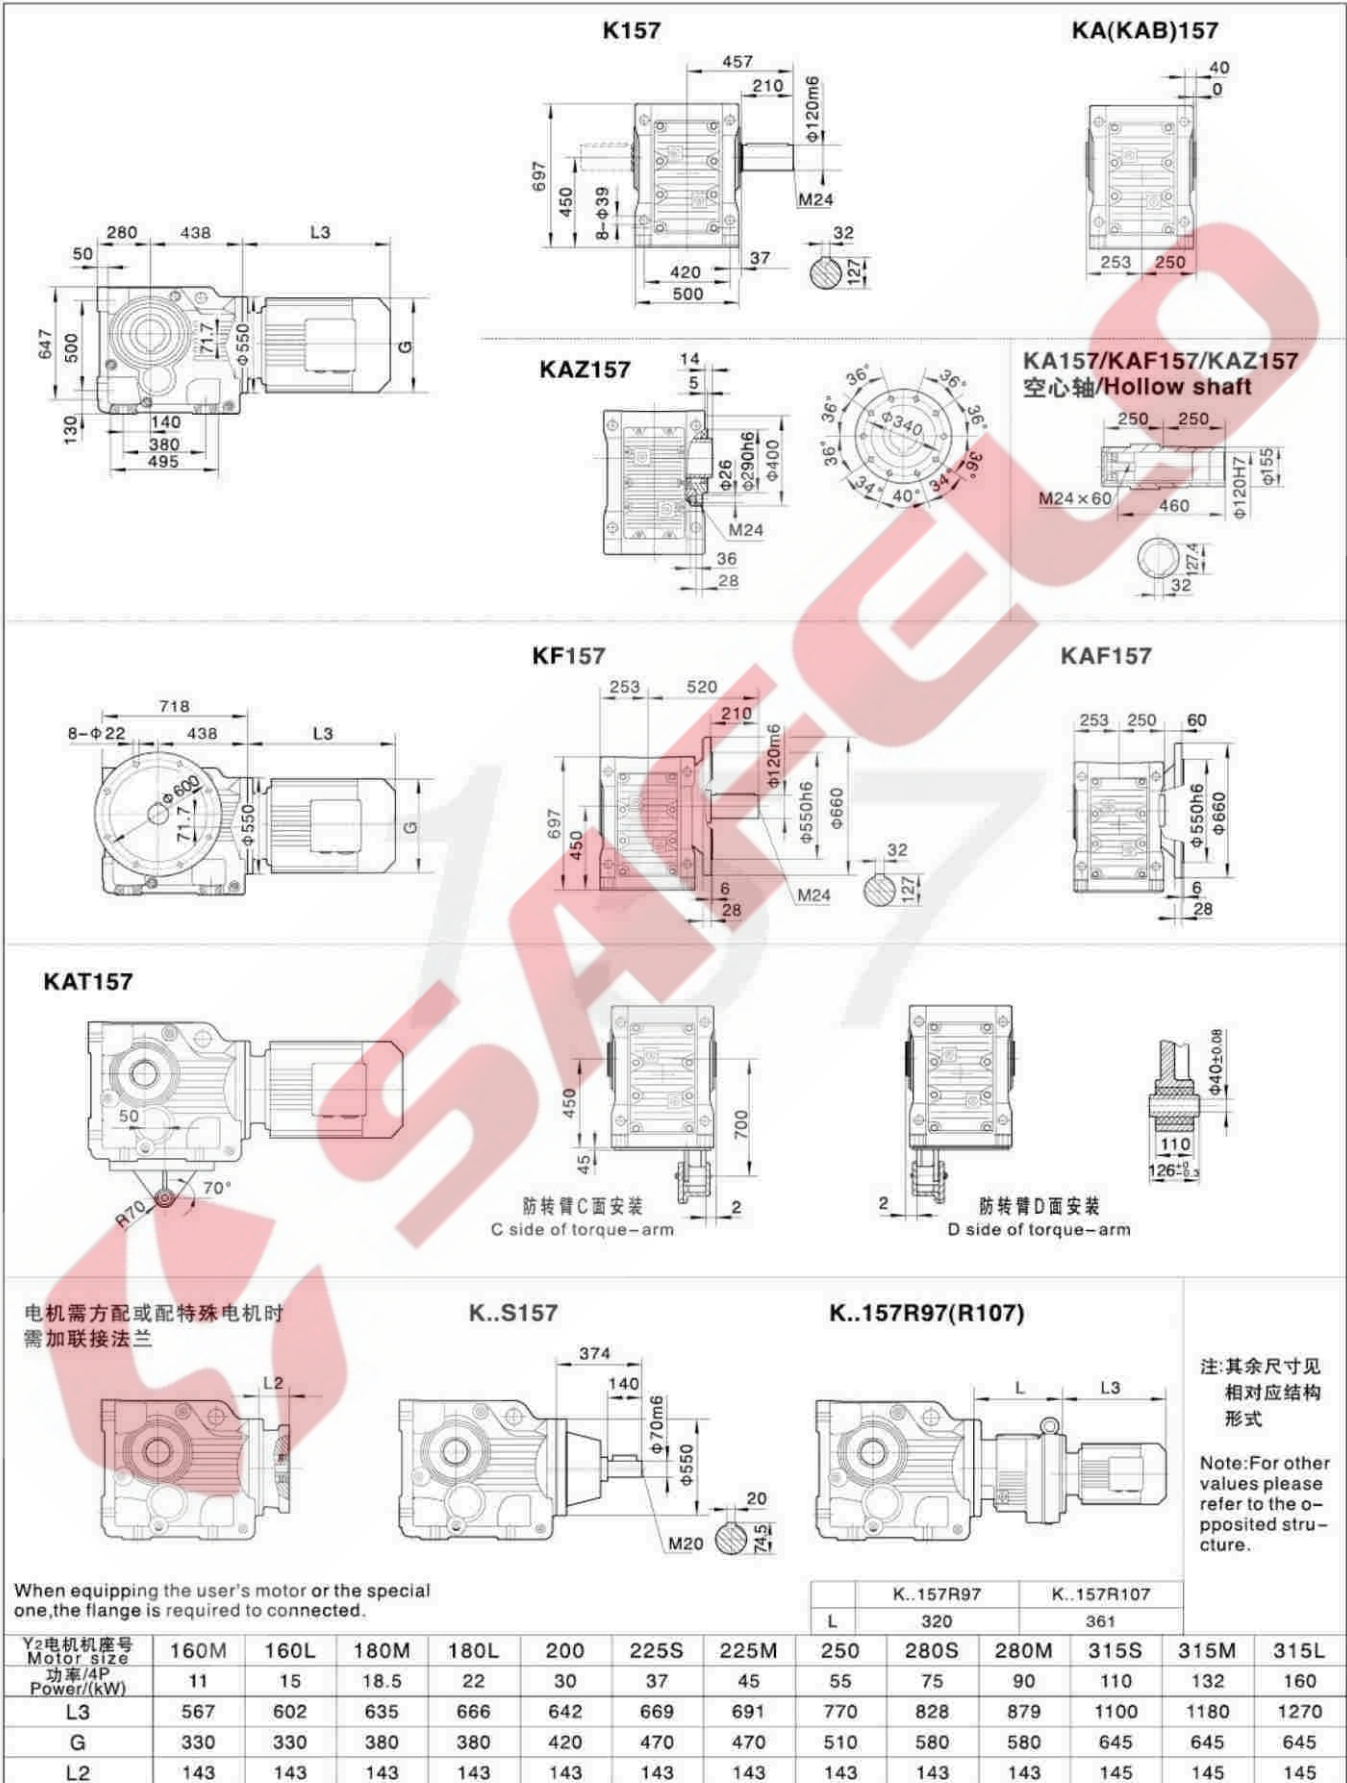 K157
KA(KAB)157
457
210
Φ120m6
697
450
8-Φ39
M24
32
127
37
420
500
40
0
253 250
280 438 L3
50
647
500
130
71.7
Φ550
G
140
380
495
KAZ157
14
5
Φ26
Φ290h6
Φ400
M24
36
28
36° 36°
36° 36°
36° 36°
34° 40° 34°
Φ340
KA157/KAF157/KAZ157
空心轴/Hollow shaft
250 250
M24×60
460
Φ120H7
Φ155
127.4
32
KF157
KAF157
718
8-Φ22 438 L3
Φ600
71.7
Φ550
G
253 520
210
Φ120m6
697
450
Φ550h6
Φ660
6
28
M24
32
127
253 250 60
Φ550h6
Φ660
6
28
157
SAFELO
KAT157
50
70°
R70
450
45
700
2
防转臂C面安装
C side of torque-arm
2
防转臂D面安装
D side of torque-arm
Φ40±0.08
110
126
电机需方配或配特殊电机时
需加联接法兰
L2
K..S157
374
140
Φ70m6
Φ550
M20
20
74.5
K..157R97(R107)
L L3
注:其余尺寸见
相对应结构
形式
Note:For other
values please
refer to the o-
pposited stru-
cture.
When equipping the user's motor or the special
one,the flange is required to connected.
K..157R97 K..157R107
L 320 361
Y2电机机座号
Motor size 160M 160L 180M 180L 200 225S 225M 250 280S 280M 315S 315M 315L
功率/4P
Power/(kW) 11 15 18.5 22 30 37 45 55 75 90 110 132 160
L3 567 602 635 666 642 669 691 770 828 879 1100 1180 1270
G 330 330 380 380 420 470 470 510 580 580 645 645 645
L2 143 143 143 143 143 143 143 143 143 143 145 145 145